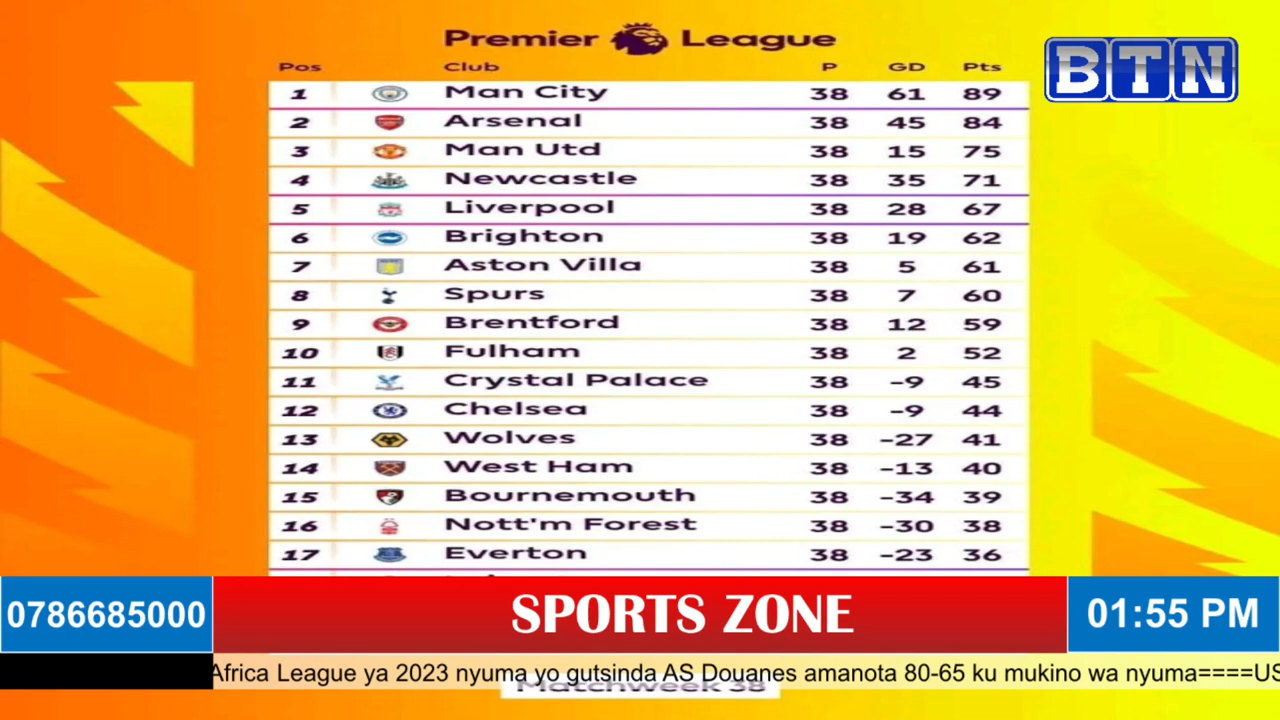 Premier League
BTN
Pos Club P GD Pts
1 Man City 38 61 89
2 Arsenal 38 45 84
3 Man Utd 38 15 75
4 Newcastle 38 35 71
5 Liverpool 38 28 67
6 Brighton 38 19 62
7 Aston Villa 38 5 61
8 Spurs 38 7 60
9 Brentford 38 12 59
10 Fulham 38 2 52
11 Crystal Palace 38 -9 45
12 Chelsea 38 -9 44
13 Wolves 38 -27 41
14 West Ham 38 -13 40
15 Bournemouth 38 -34 39
16 Nott'm Forest 38 -30 38
17 Everton 38 -23 36
0786685000 SPORTS ZONE 01:55 PM
Africa League ya 2023 nyuma yo gutsinda AS Douanes amanota 80-65 ku mukino wa nyuma====US
Matchweek 38